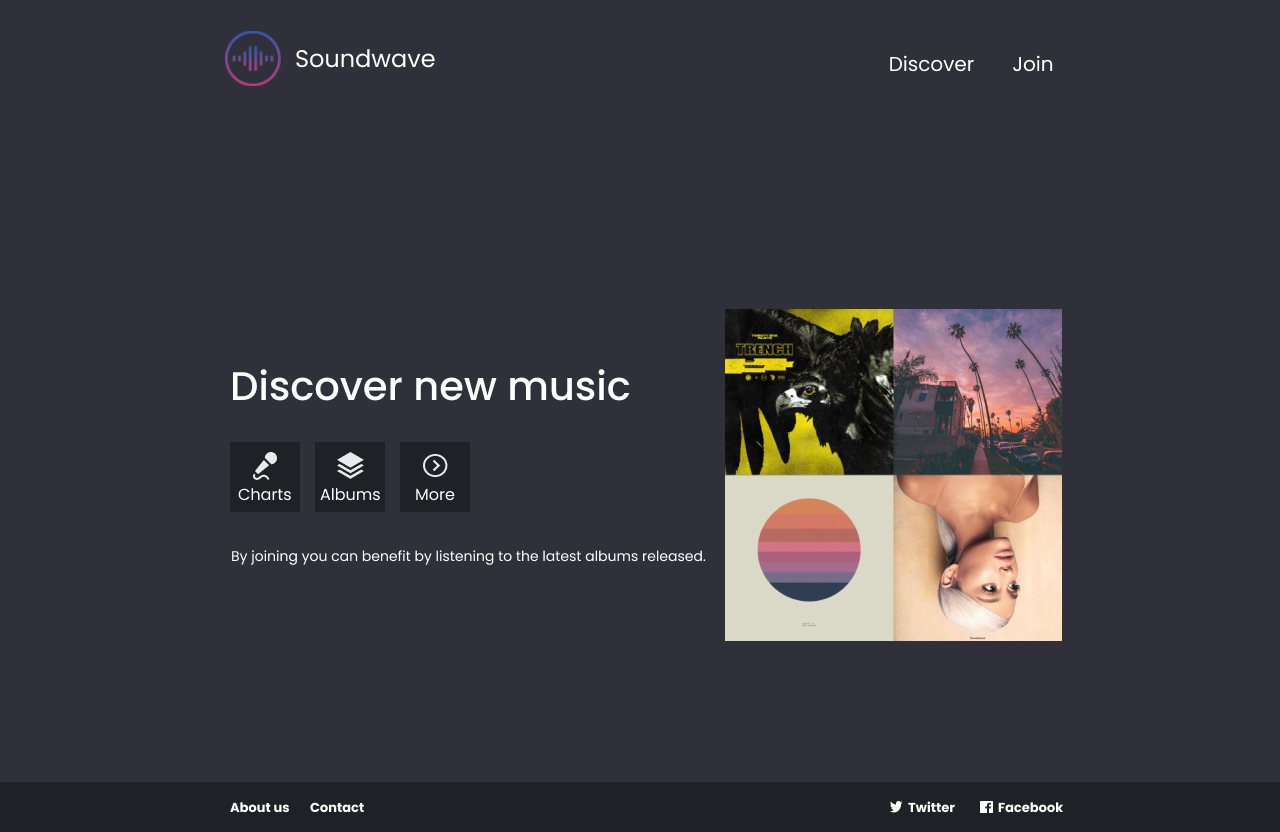 Soundwave
Discover
Join
TRENCH
Discover new music
Charts
Albums
More
By joining you can benefit by listening to the latest albums released.
About us
Contact
Twitter
Facebook